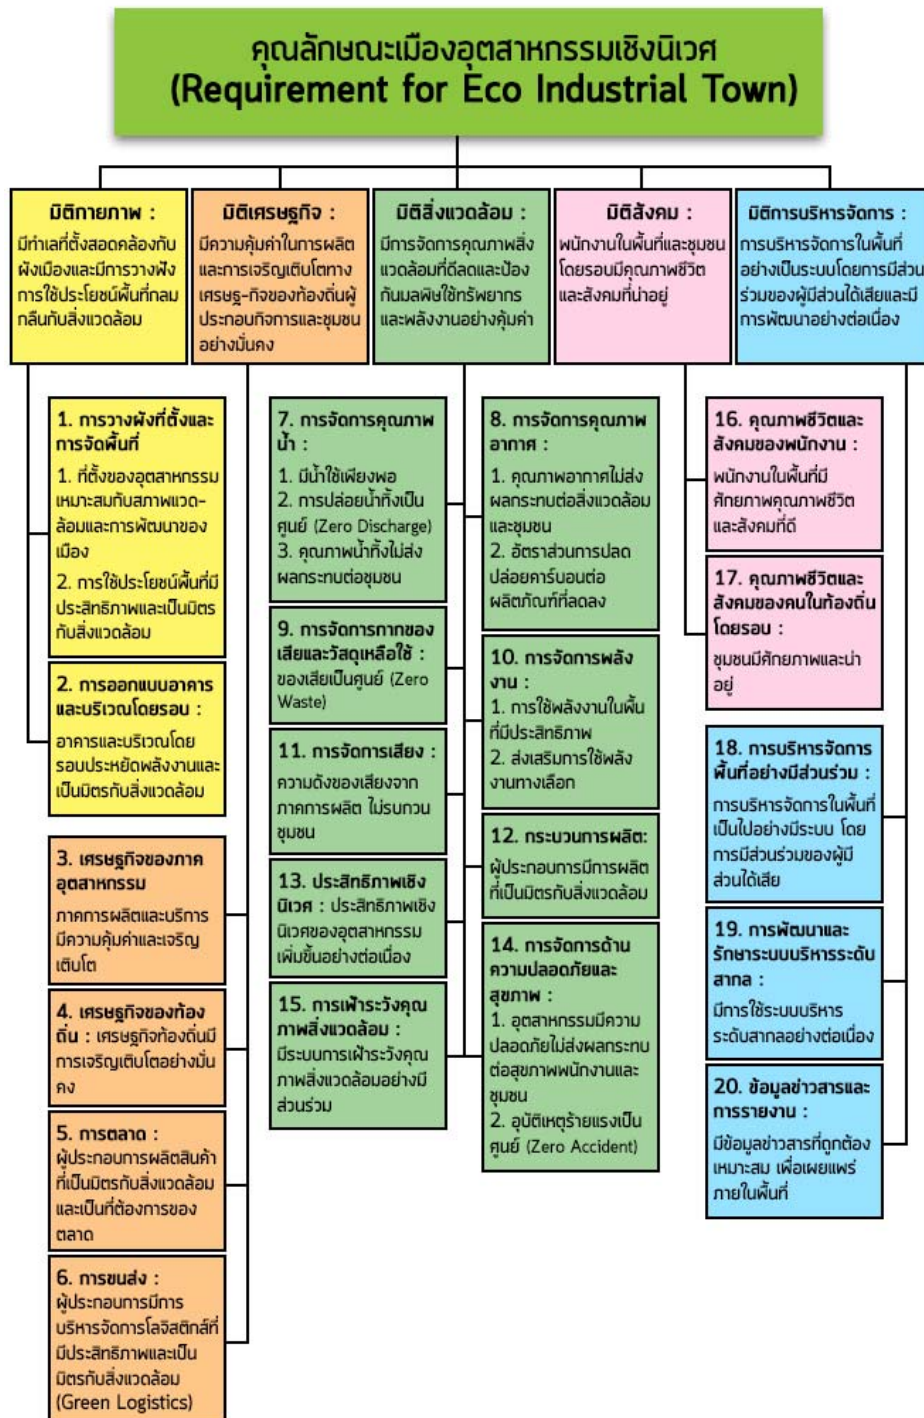 คุณลักษณะเมืองอุตสาหกรรมเชิงนิเวศ
(Requirement for Eco Industrial Town)
มิติกายภาพ :
มีทำเลที่ตั้งสอดคล้องกับ
ผังเมืองและมีการวางผัง
การใช้ประโยชน์พื้นที่กลม
กลืนกับสิ่งแวดล้อม
มิติเศรษฐกิจ :
มีความคุ้มค่าในการผลิต
และการเจริญเติบโตทาง
เศรษฐ-กิจของท้องถิ่นผู้
ประกอบกิจการและชุมชน
อย่างมั่นคง
มิติสิ่งแวดล้อม :
มีการจัดการคุณภาพสิ่ง
แวดล้อมที่ดีลดและป้อง
กันมลพิษใช้ทรัพยากร
และพลังงานอย่างคุ้มค่า
มิติสังคม :
พนักงานในพื้นที่และชุมชน
โดยรอบมีคุณภาพชีวิต
และสังคมที่น่าอยู่
มิติการบริหารจัดการ :
การบริหารจัดการในพื้นที่
อย่างเป็นระบบโดยการมีส่วน
ร่วมของผู้มีส่วนได้เสียและมี
การพัฒนาอย่างต่อเนื่อง
1. การวางผังที่ตั้งและ
การจัดพื้นที่
1. ที่ตั้งของอุตสาหกรรม
เหมาะสมกับสภาพแวด-
ล้อมและการพัฒนาของ
เมือง
2. การใช้ประโยชน์พื้นที่มี
ประสิทธิภาพและเป็นมิตร
กับสิ่งแวดล้อม
2. การออกแบบอาคาร
และบริเวณโดยรอบ :
อาคารและบริเวณโดย
รอบประหยัดพลังงานและ
เป็นมิตรกับสิ่งแวดล้อม
3. เศรษฐกิจของภาค
อุตสาหกรรม
ภาคการผลิตและบริการ
มีความคุ้มค่าและเจริญ
เติบโต
4. เศรษฐกิจของท้อง
ถิ่น : เศรษฐกิจท้องถิ่นมี
การเจริญเติบโตอย่างมั่น
คง
5. การตลาด :
ผู้ประกอบการผลิตสินค้า
ที่เป็นมิตรกับสิ่งแวดล้อม
และเป็นที่ต้องการของ
ตลาด
6. การขนส่ง :
ผู้ประกอบการมีการ
บริหารจัดการโลจิสติกส์ที่
มีประสิทธิภาพและเป็น
มิตรกับสิ่งแวดล้อม
(Green Logistics)
7. การจัดการคุณภาพ
น้ำ :
1. มีน้ำใช้เพียงพอ
2. การปล่อยน้ำทิ้งเป็น
ศูนย์ (Zero Discharge)
3. คุณภาพน้ำทิ้งไม่ส่ง
ผลกระทบต่อชุมชน
8. การจัดการคุณภาพ
อากาศ :
1. คุณภาพอากาศไม่ส่ง
ผลกระทบต่อสิ่งแวดล้อม
และชุมชน
2. อัตราส่วนการปลด
ปล่อยคาร์บอนต่อ
ผลิตภัณฑ์ที่ลดลง
9. การจัดการกากของ
เสียและวัสดุเหลือใช้ :
ของเสียเป็นศูนย์ (Zero
Waste)
10. การจัดการพลัง
งาน :
1. การใช้พลังงานในพื้น
ที่มีประสิทธิภาพ
2. ส่งเสริมการใช้พลัง
งานทางเลือก
11. การจัดการเสียง :
ความดังของเสียงจาก
ภาคการผลิต ไม่รบกวน
ชุมชน
12. กระบวนการผลิต:
ผู้ประกอบการมีการผลิต
ที่เป็นมิตรกับสิ่งแวดล้อม
13. ประสิทธิภาพเชิง
นิเวศ : ประสิทธิภาพเชิง
นิเวศของอุตสาหกรรม
เพิ่มขึ้นอย่างต่อเนื่อง
14. การจัดการด้าน
ความปลอดภัยและ
สุขภาพ :
1. อุตสาหกรรมมีความ
ปลอดภัยไม่ส่งผลกระทบ
ต่อสุขภาพพนักงานและ
ชุมชน
2. อุบัติเหตุร้ายแรงเป็น
ศูนย์ (Zero Accident)
15. การเฝ้าระวังคุณ
ภาพสิ่งแวดล้อม :
มีระบบการเฝ้าระวังคุณ
ภาพสิ่งแวดล้อมอย่างมี
ส่วนร่วม
16. คุณภาพชีวิตและ
สังคมของพนักงาน :
พนักงานในพื้นที่มี
ศักยภาพคุณภาพชีวิต
และสังคมที่ดี
17. คุณภาพชีวิตและ
สังคมของคนในท้องถิ่น
โดยรอบ :
ชุมชนมีศักยภาพและน่า
อยู่
18. การบริหารจัดการ
พื้นที่อย่างมีส่วนร่วม :
การบริหารจัดการในพื้นที่
เป็นไปอย่างมีระบบ โดย
การมีส่วนร่วมของผู้มี
ส่วนได้เสีย
19. การพัฒนาและ
รักษาระบบบริหารระดับ
สากล :
มีการใช้ระบบบริหาร
ระดับสากลอย่างต่อเนื่อง
20. ข้อมูลข่าวสารและ
การรายงาน :
มีข้อมูลข่าวสารที่ถูกต้อง
เหมาะสม เพื่อเผยแพร่
ภายในพื้นที่